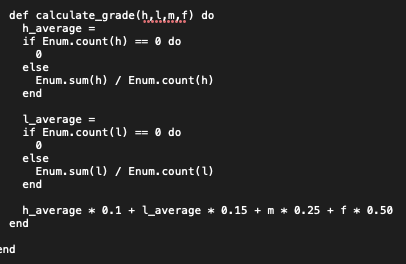 def calculate_grade(h,l,m,f) do
h_average =
if Enum.count(h) == 0 do
0
else
Enum.sum(h) / Enum.count(h)
end
l_average =
if Enum.count(l) == 0 do
0
else
Enum.sum(l) / Enum.count(l)
end
h_average * 0.1 + l_average * 0.15 + m * 0.25 + f * 0.50
end
end